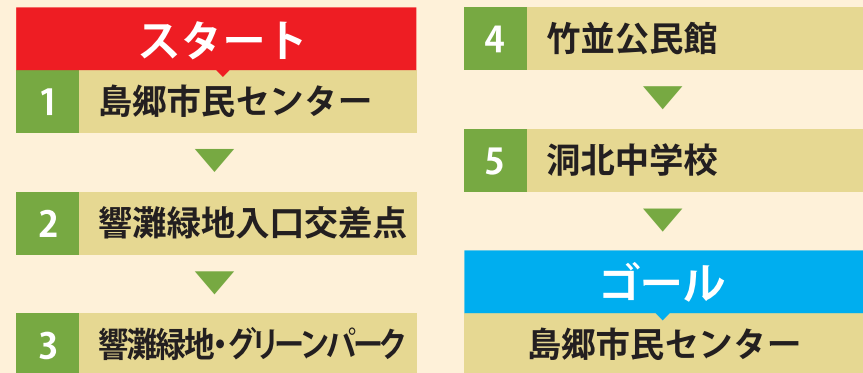 スタート
1 島郷市民センター
2 響灘緑地入口交差点
3 響灘緑地・グリーンパーク
4 竹並公民館
5 洞北中学校
ゴール
島郷市民センター